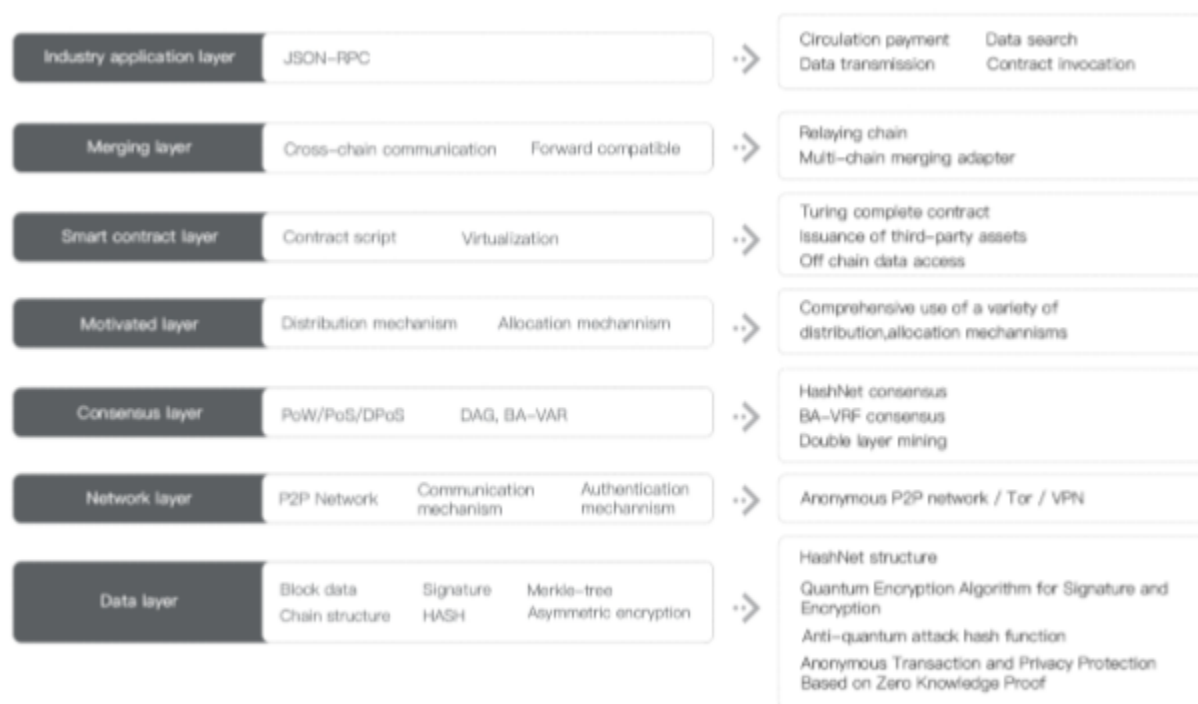 Industry application layer
JSON-RPC
Circulation payment Data search
Data transmission Contract invocation
Merging layer
Cross-chain communication Forward compatible
Relaying chain
Multi-chain merging adapter
Smart contract layer
Contract script Virtualization
Turing complete contract
Issuance of third-party assets
Off chain data access
Motivated layer
Distribution mechanism Allocation mechannism
Comprehensive use of a variety of
distribution,allocation mechannisms
Consensus layer
PoW/PoS/DPoS DAG, BA-VAR
HashNet consensus
BA-VRF consensus
Double layer mining
Network layer
P2P Network
Communication
mechanism
Authentication
mechannism
Anonymous P2P network / Tor / VPN
Data layer
Block data Signature Merkle-tree
Chain structure HASH Asymmetric encryption
HashNet structure
Quantum Encryption Algorithm for Signature and
Encryption
Anti-quantum attack hash function
Anonymous Transaction and Privacy Protection
Based on Zero Knowledge Proof